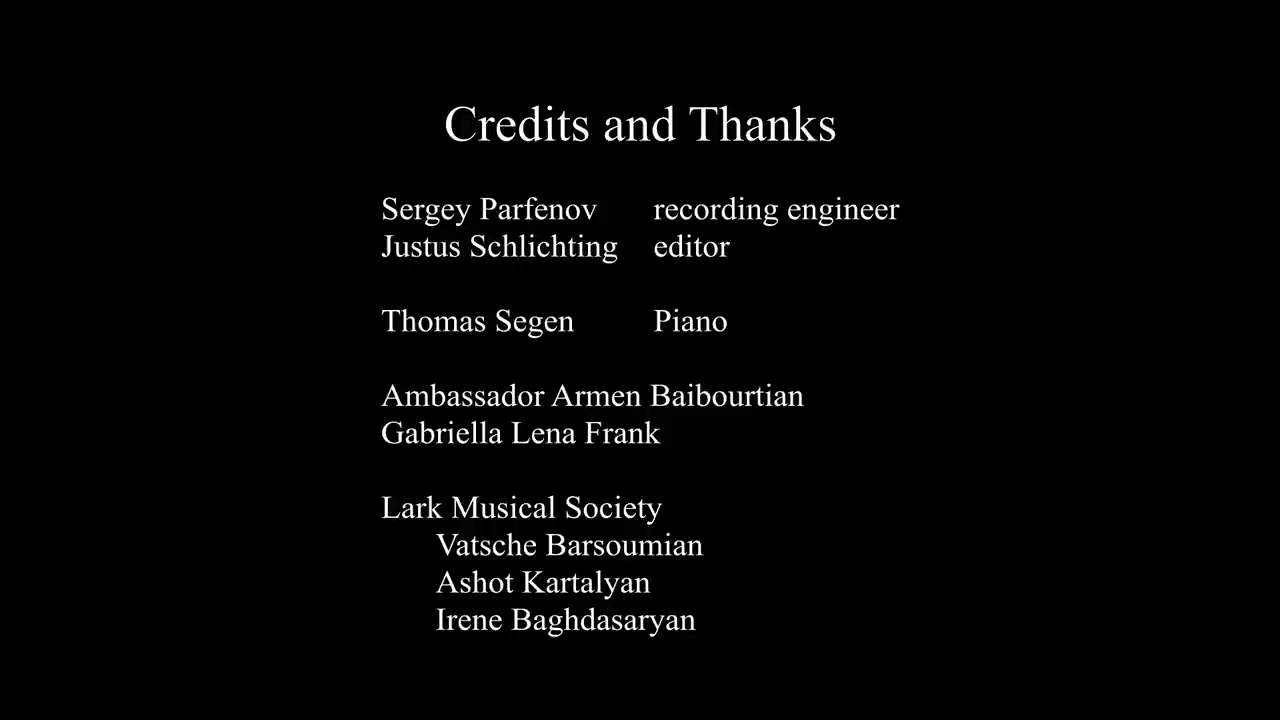 Credits and Thanks
Sergey Parfenov recording engineer
Justus Schlichting editor
Thomas Segen Piano
Ambassador Armen Baibourtian
Gabriella Lena Frank
Lark Musical Society
Vatsche Barsoumian
Ashot Kartalyan
Irene Baghdasaryan